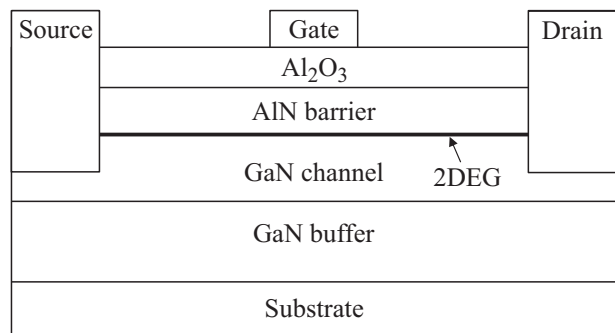 Source
Gate
Drain
Al₂O₃
AlN barrier
GaN channel
2DEG
GaN buffer
Substrate